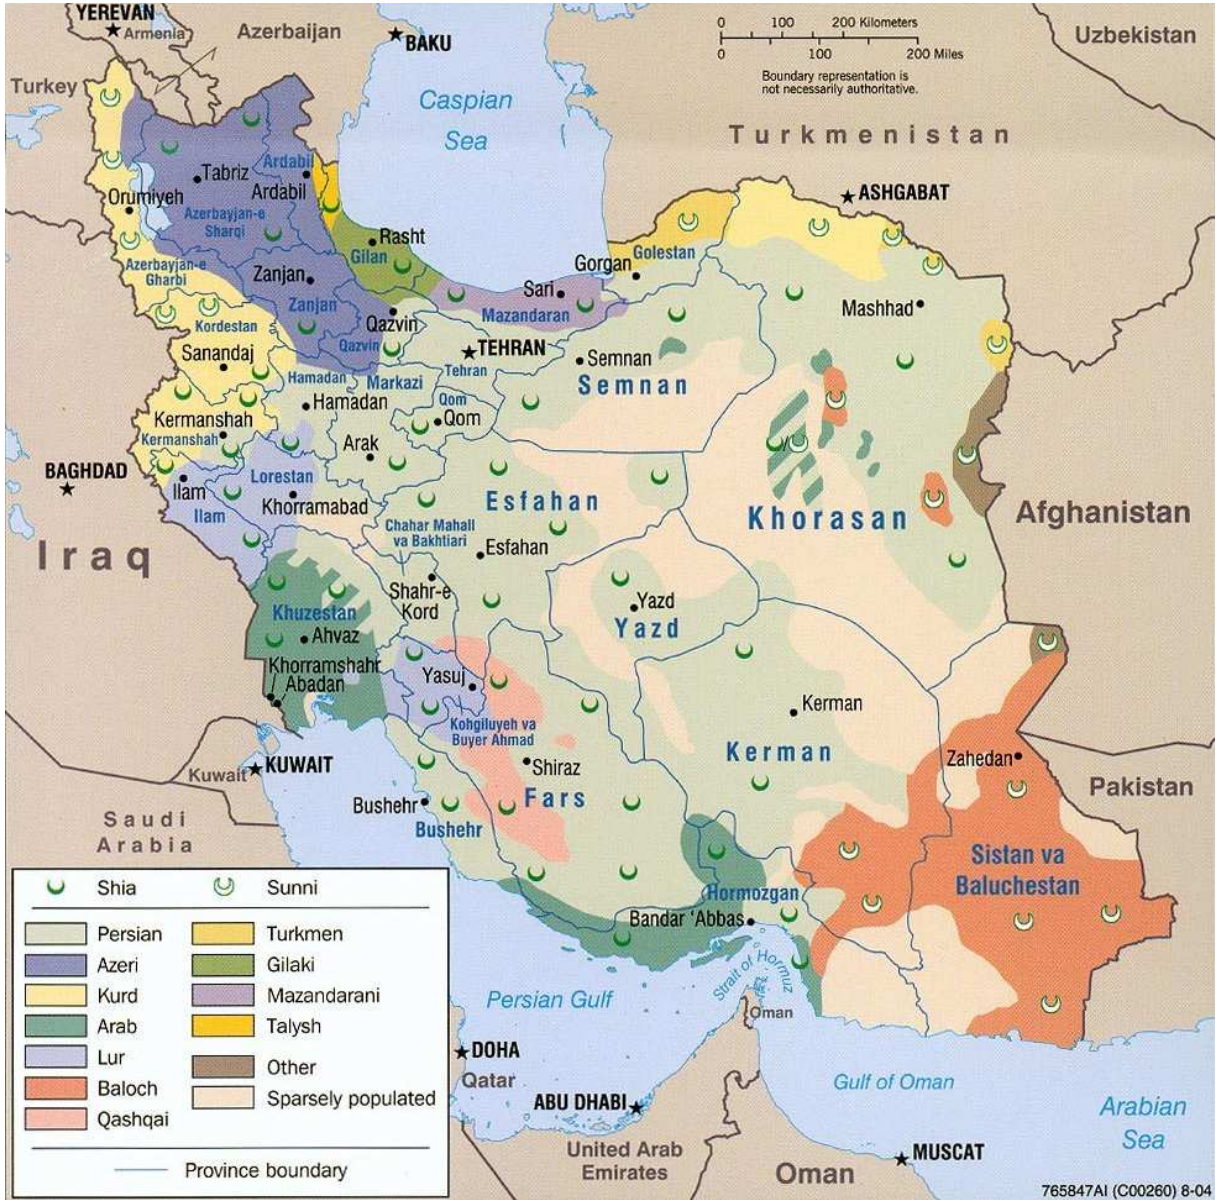 YEREVAN
Armenia
Azerbaijan
BAKU
0 100 200 Kilometers
0 100 200 Miles
Boundary representation is
not necessarily authoritative.
Uzbekistan
Turkey
Caspian
Sea
Turkmenistan
ASHGABAT
Tabriz
Ardabil
Ardabil
Orumiyeh
Azerbayjan-e
Sharqi
Rasht
Gilan
Golestan
Gorgan
Azerbayjan-e
Gharbi
Zanjan
Zanjan
Sari
Mazandaran
Mashhad
Kordestan
Qazvin
Qazvin
TEHRAN
Tehran
Semnan
Semnan
Sanandaj
Hamadan
Markazi
Hamadan
Qom
Qom
Kermanshah
Kermanshah
Arak
BAGHDAD
Ilam
Ilam
Lorestan
Khorramabad
Esfahan
Khorasan
Afghanistan
Iraq
Chahar Mahall
va Bakhtiari
Esfahan
Shahr-e
Kord
Yazd
Yazd
Khuzestan
Ahvaz
Khorramshahr
Abadan
Yasuj
Kohgiluyeh va
Buyer Ahmad
Kerman
Kerman
Zahedan
Kuwait
KUWAIT
Shiraz
Fars
Pakistan
Saudi
Arabia
Bushehr
Bushehr
Sistan va
Baluchestan
Hormozgan
Bandar 'Abbas
Strait of Hormuz
Persian Gulf
Oman
DOHA
Qatar
ABU DHABI
Gulf of Oman
Arabian
Sea
United Arab
Emirates
Oman
MUSCAT
Shia
Sunni
Persian
Turkmen
Azeri
Gilaki
Kurd
Mazandarani
Arab
Talysh
Lur
Other
Baloch
Sparsely populated
Qashqai
Province boundary
765847AI (C00260) 8-04